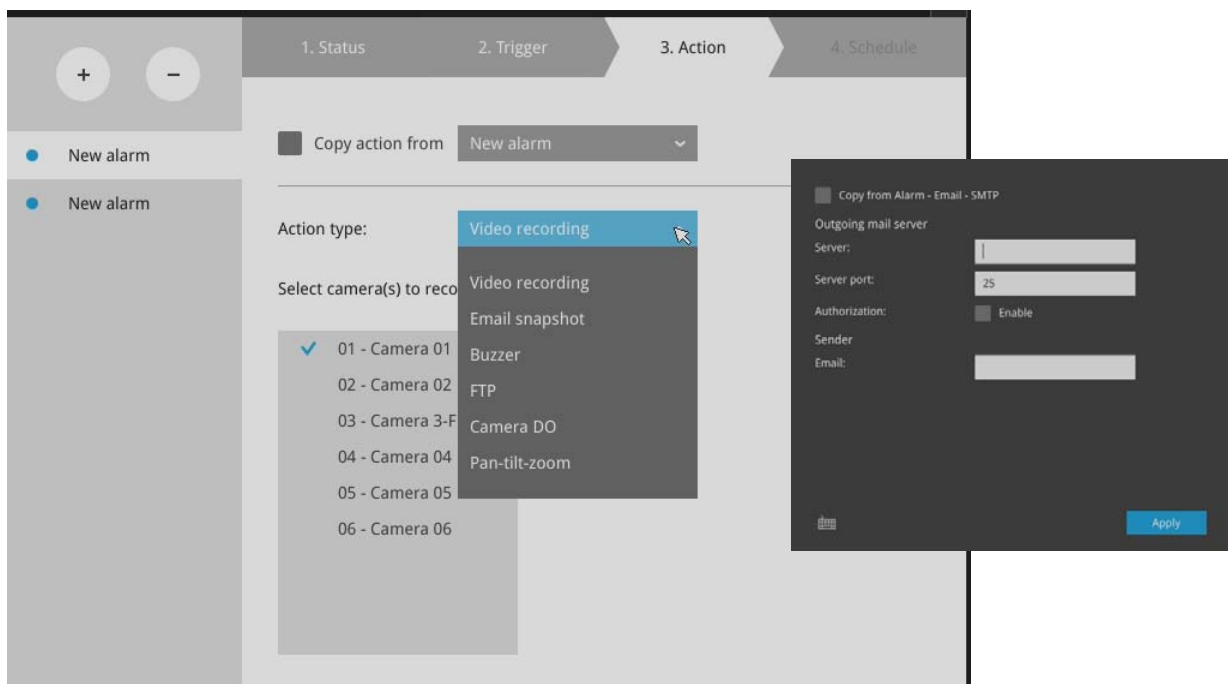 1. Status
2. Trigger
3. Action
4. Schedule
+
-
New alarm
New alarm
Copy action from
New alarm
Action type:
Video recording
Select camera(s) to reco
Video recording
Email snapshot
Buzzer
FTP
Camera DO
Pan-tilt-zoom
01 - Camera 01
02 - Camera 02
03 - Camera 3-F
04 - Camera 04
05 - Camera 05
06 - Camera 06
Copy from Alarm - Email - SMTP
Outgoing mail server
Server:
Server port:
25
Authorization:
Enable
Sender
Email:
Apply